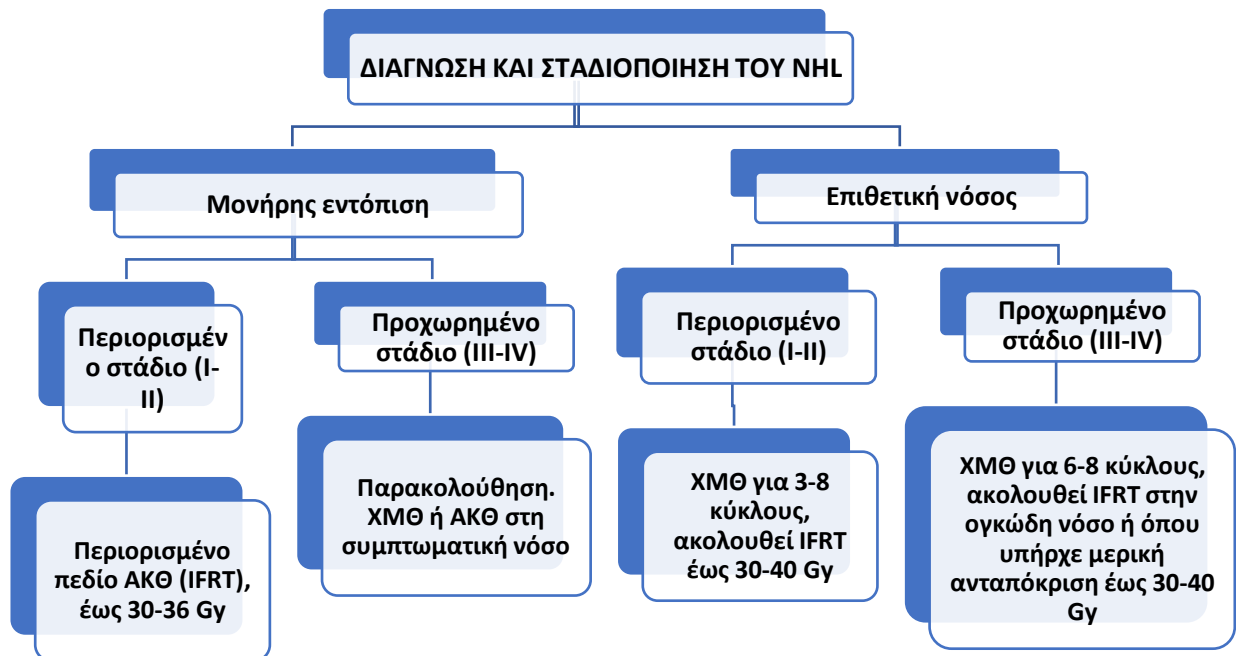 ΔΙΑΓΝΩΣΗ ΚΑΙ ΣΤΑΔΙΟΠΟΙΗΣΗ ΤΟΥ NHL
Μονήρης εντόπιση
Επιθετική νόσος
Περιορισμέν
ο στάδιο (I-
II)
Προχωρημένο
στάδιο (III-IV)
Περιορισμένο
στάδιο (I-II)
Προχωρημένο
στάδιο (III-IV)
Περιορισμένο
πεδίο ΑΚΘ (IFRT),
έως 30-36 Gy
Παρακολούθηση.
ΧΜΘ ή ΑΚΘ στη
συμπτωματική νόσο
ΧΜΘ για 3-8
κύκλους,
ακολουθεί IFRT
έως 30-40 Gy
ΧΜΘ για 6-8 κύκλους,
ακολουθεί IFRT στην
ογκώδη νόσο ή όπου
υπήρχε μερική
ανταπόκριση έως 30-40
Gy